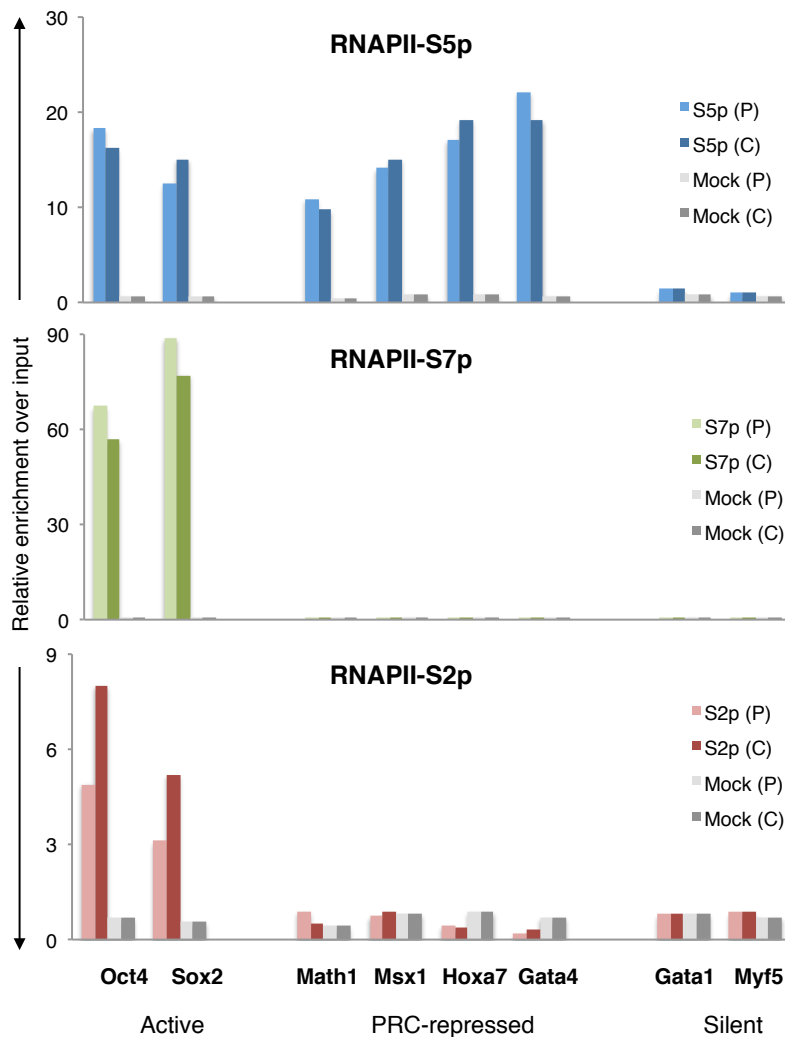 RNAPII-S5p
30
20
10
0
S5p (P)
S5p (C)
Mock (P)
Mock (C)
Relative enrichment over input
RNAPII-S7p
90
60
30
0
S7p (P)
S7p (C)
Mock (P)
Mock (C)
RNAPII-S2p
9
6
3
0
S2p (P)
S2p (C)
Mock (P)
Mock (C)
Oct4 Sox2 Math1 Msx1 Hoxa7 Gata4 Gata1 Myf5
Active PRC-repressed Silent